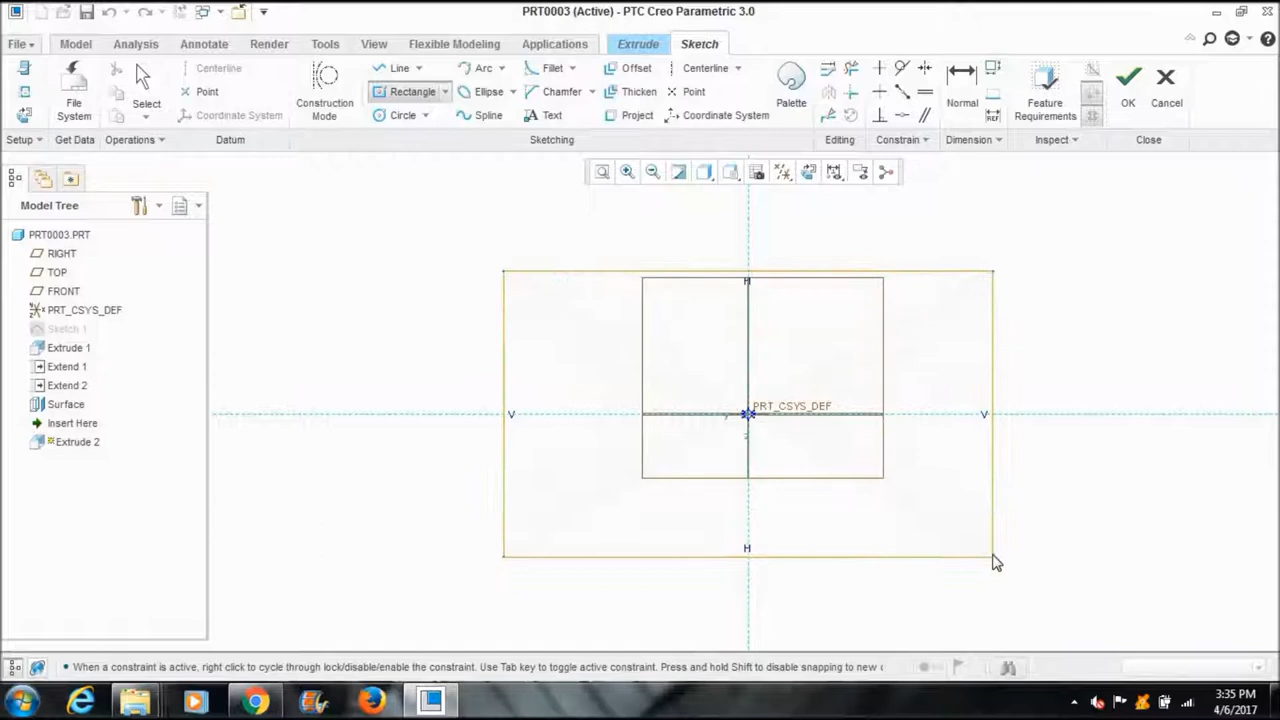 PRT0003 (Active) - PTC Creo Parametric 3.0
File Model Analysis Annotate Render Tools View Flexible Modeling Applications Extrude Sketch
Centerline Line Arc Fillet Offset Centerline
Point Rectangle Ellipse Chamfer Thicken Point
Coordinate System Circle Spline Text Project Coordinate System
File System Select Construction Mode Palette Normal Feature Requirements OK Cancel
Setup Get Data Operations Datum Sketching Editing Constrain Dimension Inspect Close
Model Tree
PRT0003.PRT
RIGHT
TOP
FRONT
PRT_CSYS_DEF
Sketch 1
Extrude 1
Extend 1
Extend 2
Surface
Insert Here
Extrude 2
H
PRT_CSYS_DEF
V V
H
When a constraint is active, right click to cycle through lock/disable/enable the constraint. Use Tab key to toggle active constraint. Press and hold Shift to disable snapping to new c
3:35 PM
4/6/2017